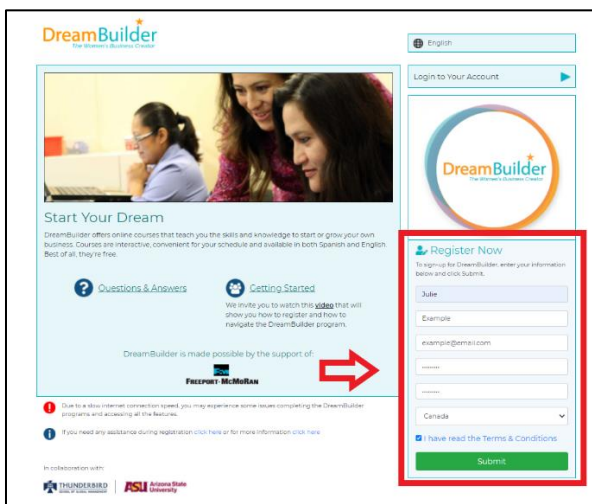 DreamBuilder
The Women's Business Creator
English
Login to Your Account
DreamBuilder
The Women's Business Creator
Start Your Dream
DreamBuilder offers online courses that teach you the skills and knowledge to start or grow your own
business. Courses are interactive, convenient for your schedule and available in both Spanish and English.
Best of all, they're free.
Questions & Answers
Getting Started
We invite you to watch this video that will
show you how to register and how to
navigate the DreamBuilder program.
DreamBuilder is made possible by the support of:
FREEPORT-McMoRAN
Register Now
To sign-up for DreamBuilder, enter your information
below and click Submit.
Julie
Example
example@email.com
········
········
Canada
I have read the Terms & Conditions
Submit
Due to a slow internet connection speed, you may experience some issues completing the DreamBuilder
programs and accessing all the features.
If you need any assistance during registration click here or for more information click here
In collaboration with:
THUNDERBIRD
SCHOOL OF GLOBAL MANAGEMENT
ASU Arizona State
University